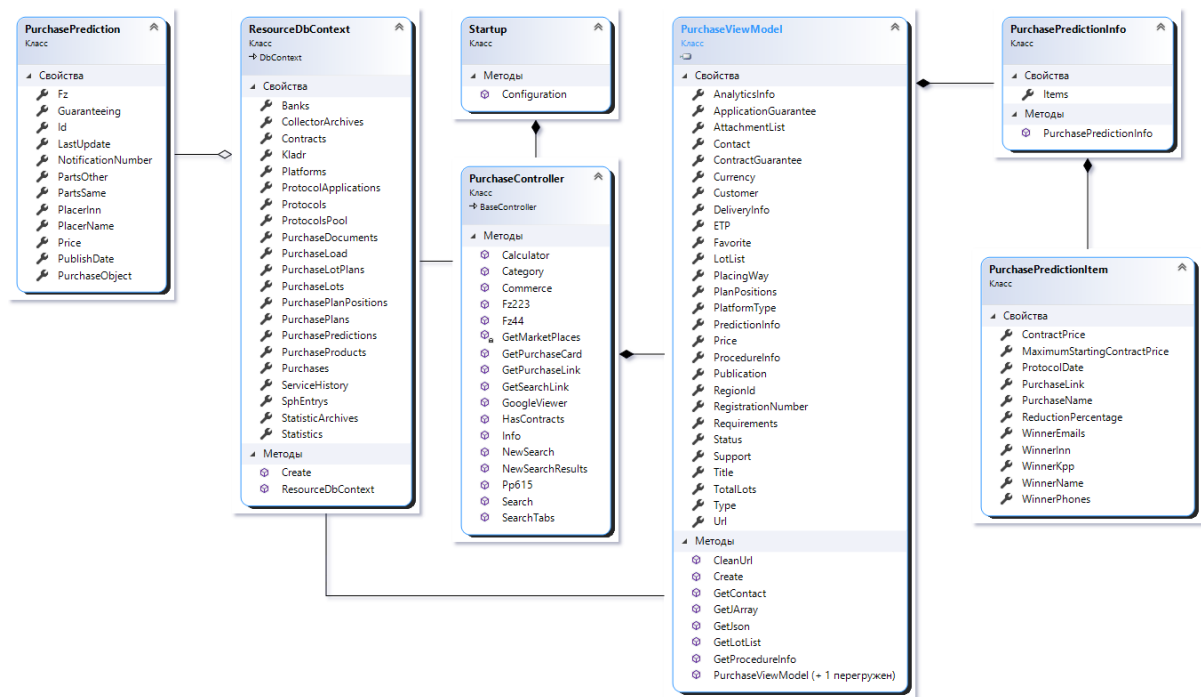 PurchasePrediction
Класс
Свойства
Fz
Guaranteeing
Id
LastUpdate
NotificationNumber
PartsOther
PartsSame
PlacerInn
PlacerName
Price
PublishDate
PurchaseObject
ResourceDbContext
Класс
DbContext
Свойства
Banks
CollectorArchives
Contracts
Kladr
Platforms
ProtocolApplications
Protocols
ProtocolsPool
PurchaseDocuments
PurchaseLoad
PurchaseLotPlans
PurchaseLots
PurchasePlanPositions
PurchasePlans
PurchasePredictions
PurchaseProducts
Purchases
ServiceHistory
SphEntrys
StatisticArchives
Statistics
Методы
Create
ResourceDbContext
Startup
Класс
Методы
Configuration
PurchaseController
Класс
BaseController
Методы
Calculator
Category
Commerce
Fz223
Fz44
GetMarketPlaces
GetPurchaseCard
GetPurchaseLink
GetSearchLink
GoogleViewer
HasContracts
Info
NewSearch
NewSearchResults
Pp615
Search
SearchTabs
PurchaseViewModel
Класс
Свойства
AnalyticsInfo
ApplicationGuarantee
AttachmentList
Contact
ContractGuarantee
Currency
Customer
DeliveryInfo
ETP
Favorite
LotList
PlacingWay
PlanPositions
PlatformType
PredictionInfo
Price
ProcedureInfo
Publication
RegionId
RegistrationNumber
Requirements
Status
Support
Title
TotalLots
Type
Url
Методы
CleanUrl
Create
GetContact
GetJArray
GetJson
GetLotList
GetProcedureInfo
PurchaseViewModel (+ 1 перегружен)
PurchasePredictionInfo
Класс
Свойства
Items
Методы
PurchasePredictionInfo
PurchasePredictionItem
Класс
Свойства
ContractPrice
MaximumStartingContractPrice
ProtocolDate
PurchaseLink
PurchaseName
ReductionPercentage
WinnerEmails
WinnerInn
WinnerKpp
WinnerName
WinnerPhones